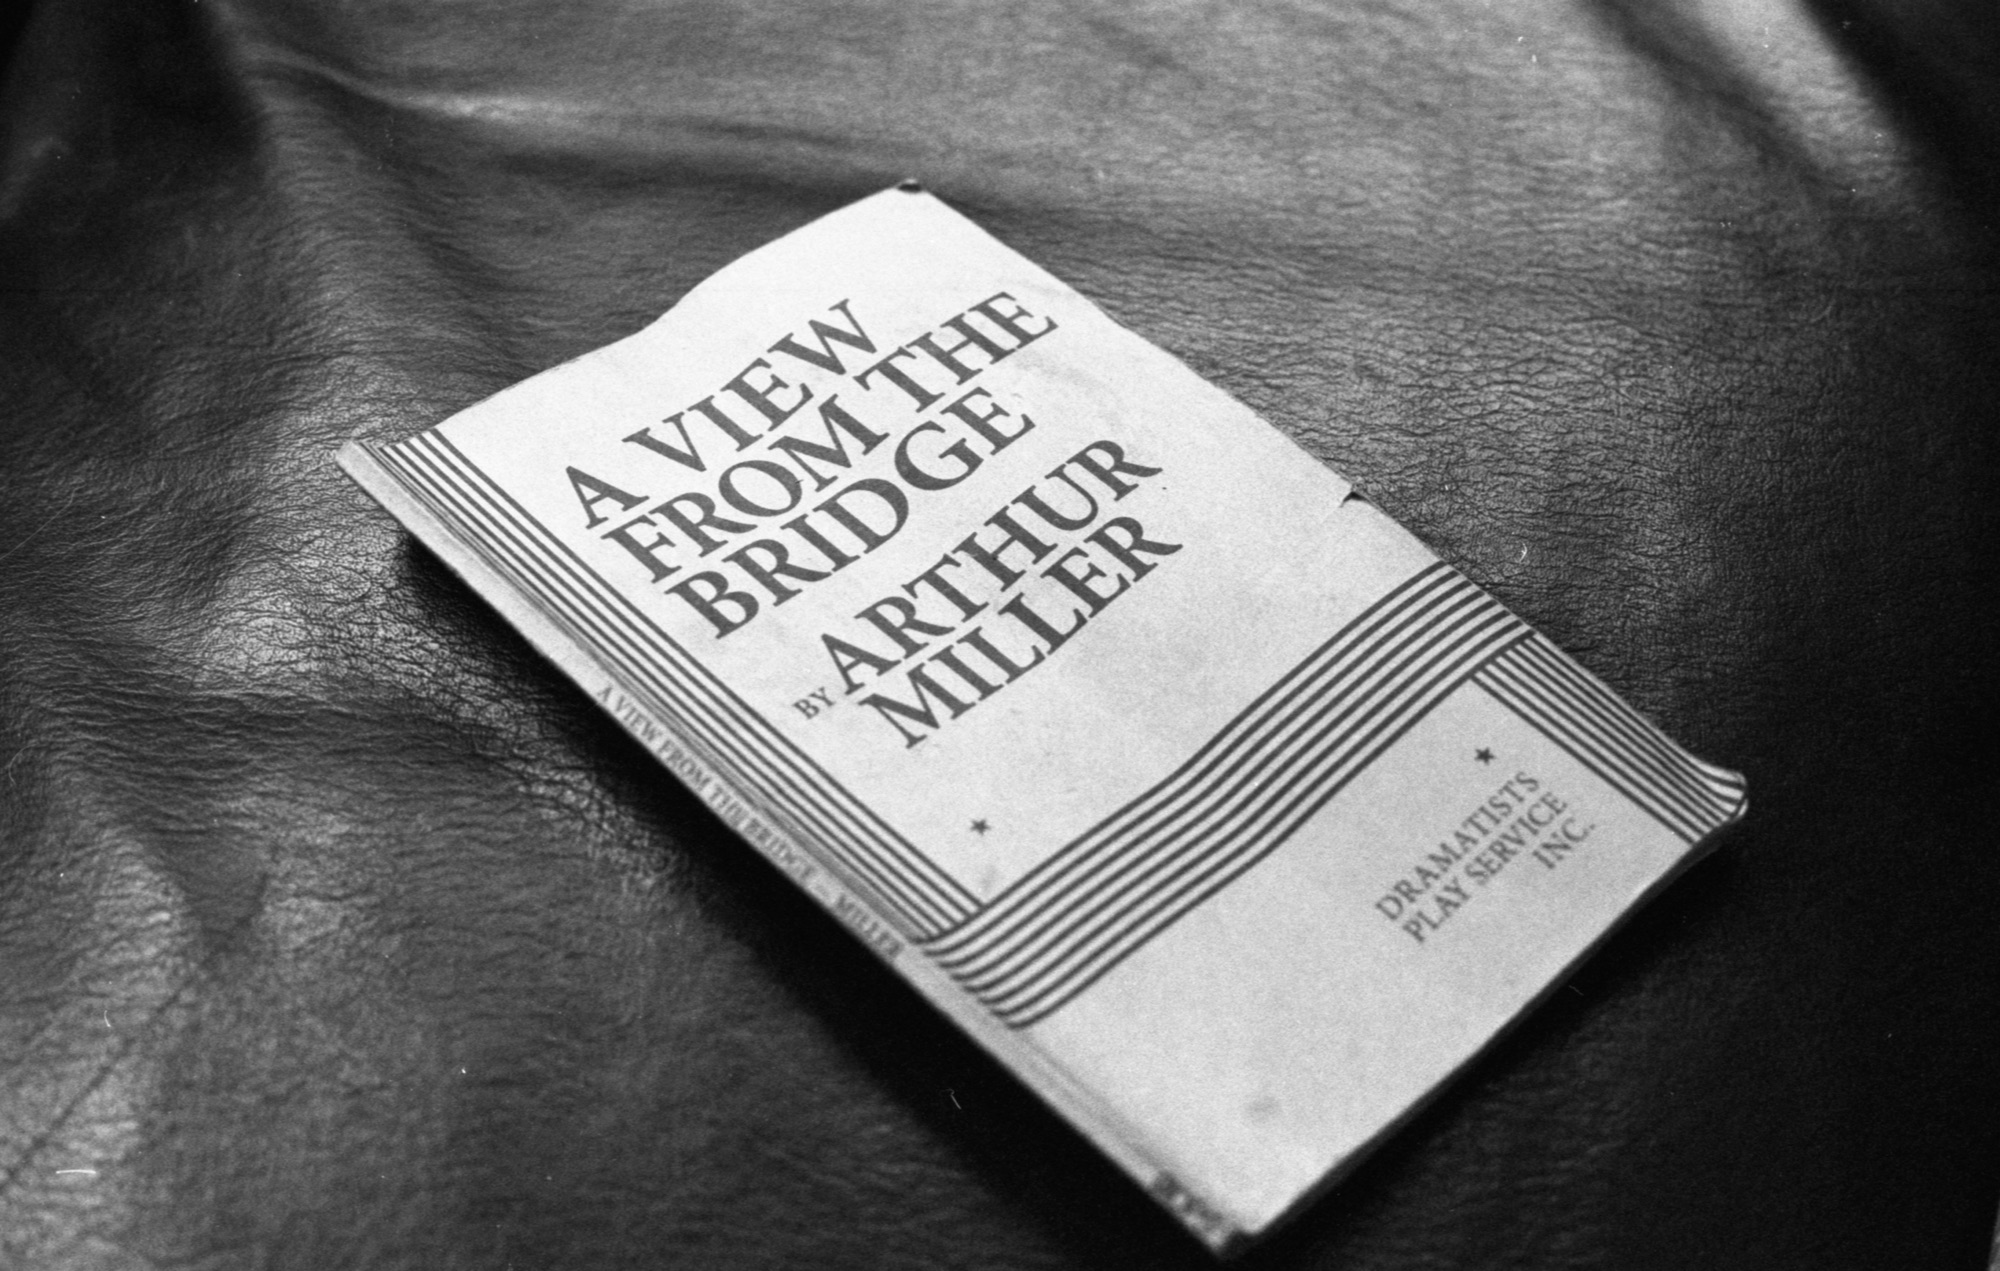 A VIEW
FROM THE
BRIDGE
BY ARTHUR
MILLER
DRAMATISTS
PLAY SERVICE
INC.
A VIEW FROM THE BRIDGE — MILLER